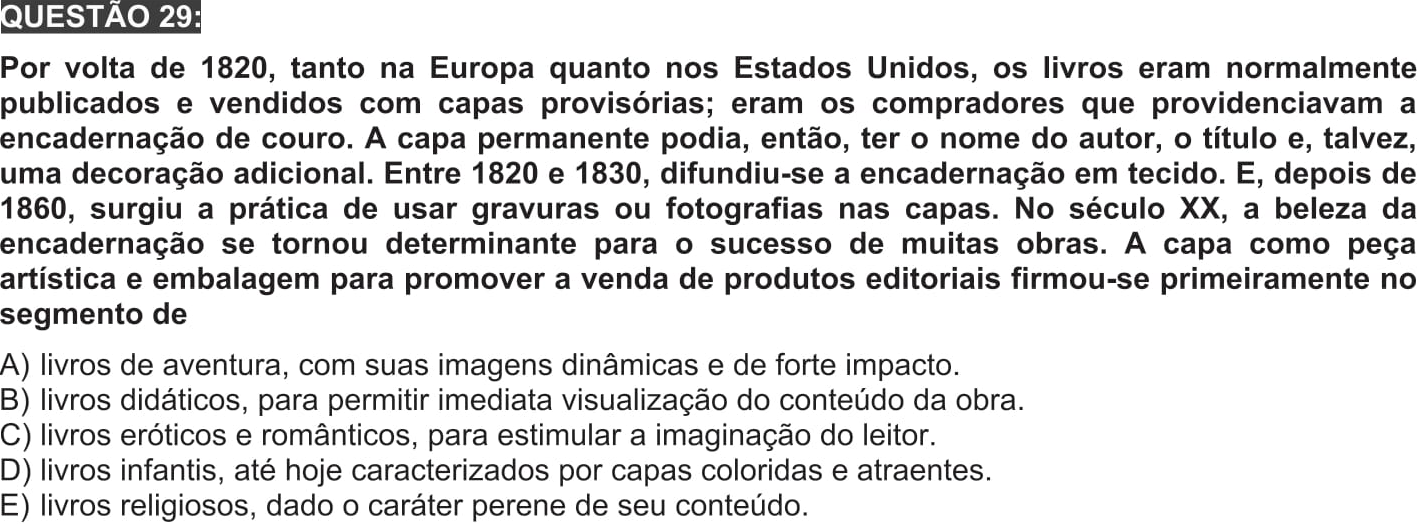 QUESTÃO 29:
Por volta de 1820, tanto na Europa quanto nos Estados Unidos, os livros eram normalmente
publicados e vendidos com capas provisórias; eram os compradores que providenciavam a
encadernação de couro. A capa permanente podia, então, ter o nome do autor, o título e, talvez,
uma decoração adicional. Entre 1820 e 1830, difundiu-se a encadernação em tecido. E, depois de
1860, surgiu a prática de usar gravuras ou fotografias nas capas. No século XX, a beleza da
encadernação se tornou determinante para o sucesso de muitas obras. A capa como peça
artística e embalagem para promover a venda de produtos editoriais firmou-se primeiramente no
segmento de
A) livros de aventura, com suas imagens dinâmicas e de forte impacto.
B) livros didáticos, para permitir imediata visualização do conteúdo da obra.
C) livros eróticos e românticos, para estimular a imaginação do leitor.
D) livros infantis, até hoje caracterizados por capas coloridas e atraentes.
E) livros religiosos, dado o caráter perene de seu conteúdo.